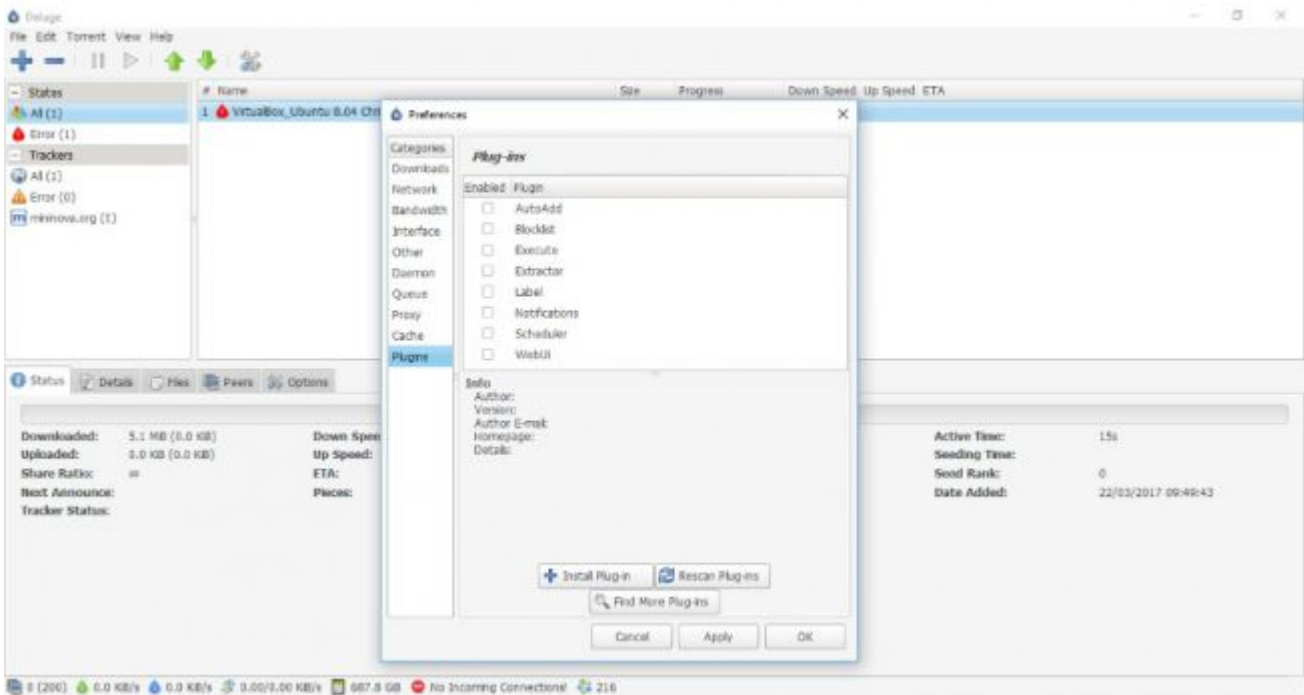 Deluge
File Edit Torrent View Help
States
All (1)
Error (1)
Trackers
All (1)
Error (0)
mininova.org (1)
# Name Size Progress Down Speed Up Speed ETA
1 VirtualBox_Ubuntu 8.04 Chri
Preferences
Categories
Downloads
Network
Bandwidth
Interface
Other
Daemon
Queue
Proxy
Cache
Plugins
Plug-ins
Enabled Plugin
AutoAdd
Blocklist
Execute
Extractor
Label
Notifications
Scheduler
WebUi
Info
Author:
Version:
Author E-mail:
Homepage:
Details:
Install Plug-in Rescan Plug-ins
Find More Plug-ins
Cancel Apply OK
Status Details Files Peers Options
Downloaded: 5.1 MiB (0.0 KiB)
Uploaded: 0.0 KiB (0.0 KiB)
Share Ratio: ∞
Next Announce:
Tracker Status:
Down Spee
Up Speed:
ETA:
Pieces:
Active Time: 15s
Seeding Time:
Seed Rank: 0
Date Added: 22/03/2017 09:49:43
0 (200) 0.0 KiB/s 0.0 KiB/s 0.00/0.00 KiB/s 687.8 GiB No Incoming Connections! 216